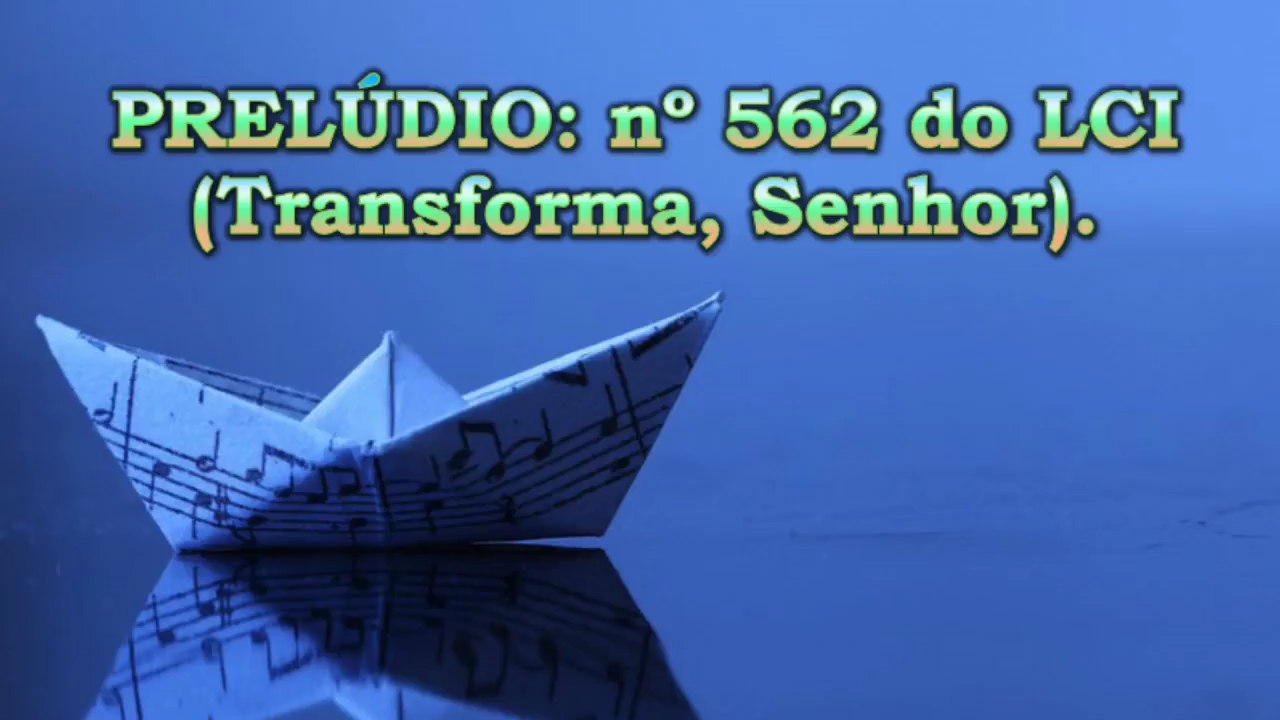 PRELÚDIO: nº 562 do LCI
(Transforma, Senhor).